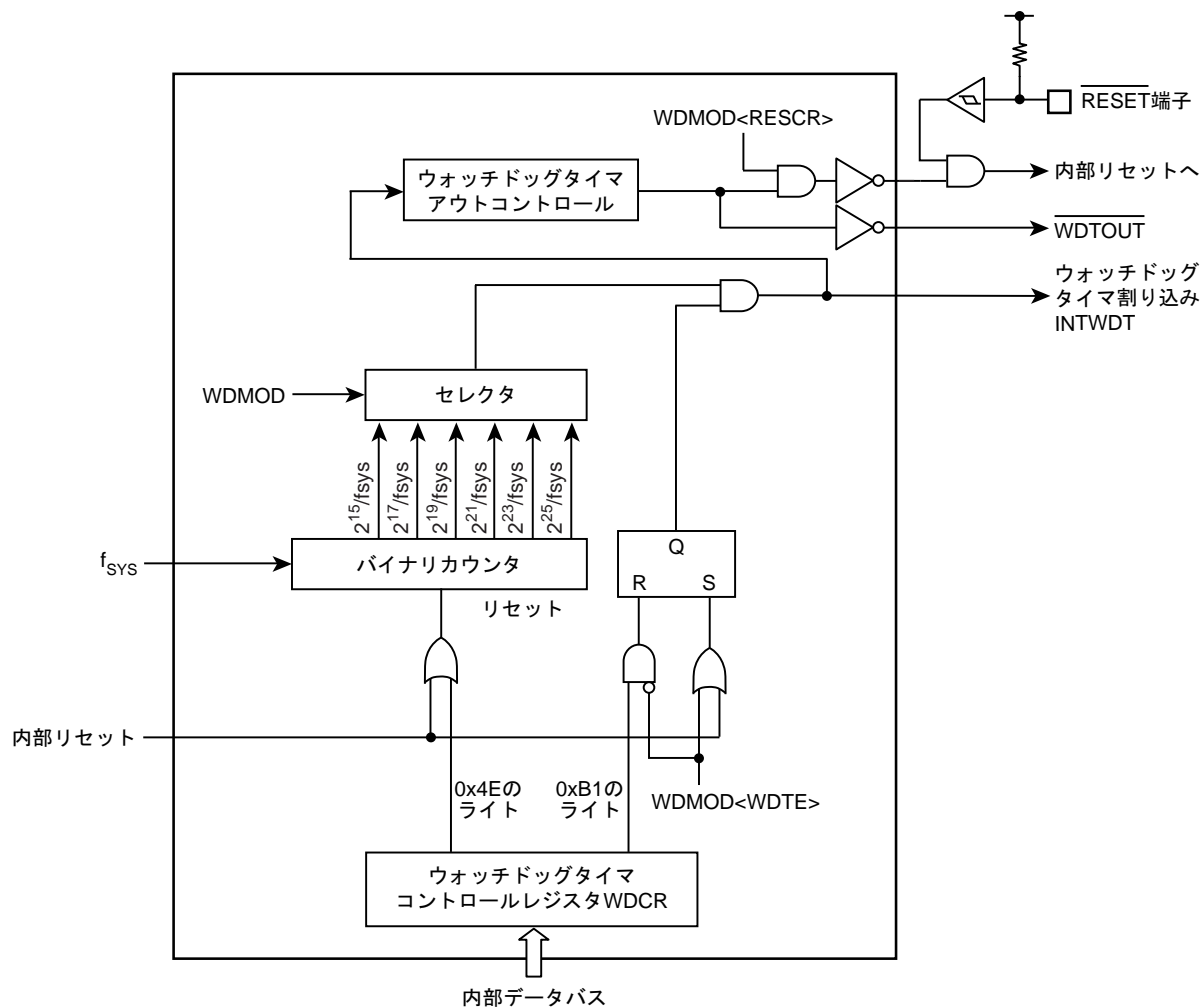 RESET端子
WDMOD<RESCR>
ウォッチドッグタイマ
アウトコントロール
内部リセットへ
WDTOUT
ウォッチドッグ
タイマ割り込み
INTWDT
WDMOD
セレクタ
2^15/fsys
2^17/fsys
2^19/fsys
2^21/fsys
2^23/fsys
2^25/fsys
Q
fSYS
バイナリカウンタ
R
S
リセット
内部リセット
0x4Eの
ライト
0xB1の
ライト
WDMOD<WDTE>
ウォッチドッグタイマ
コントロールレジスタWDCR
内部データバス